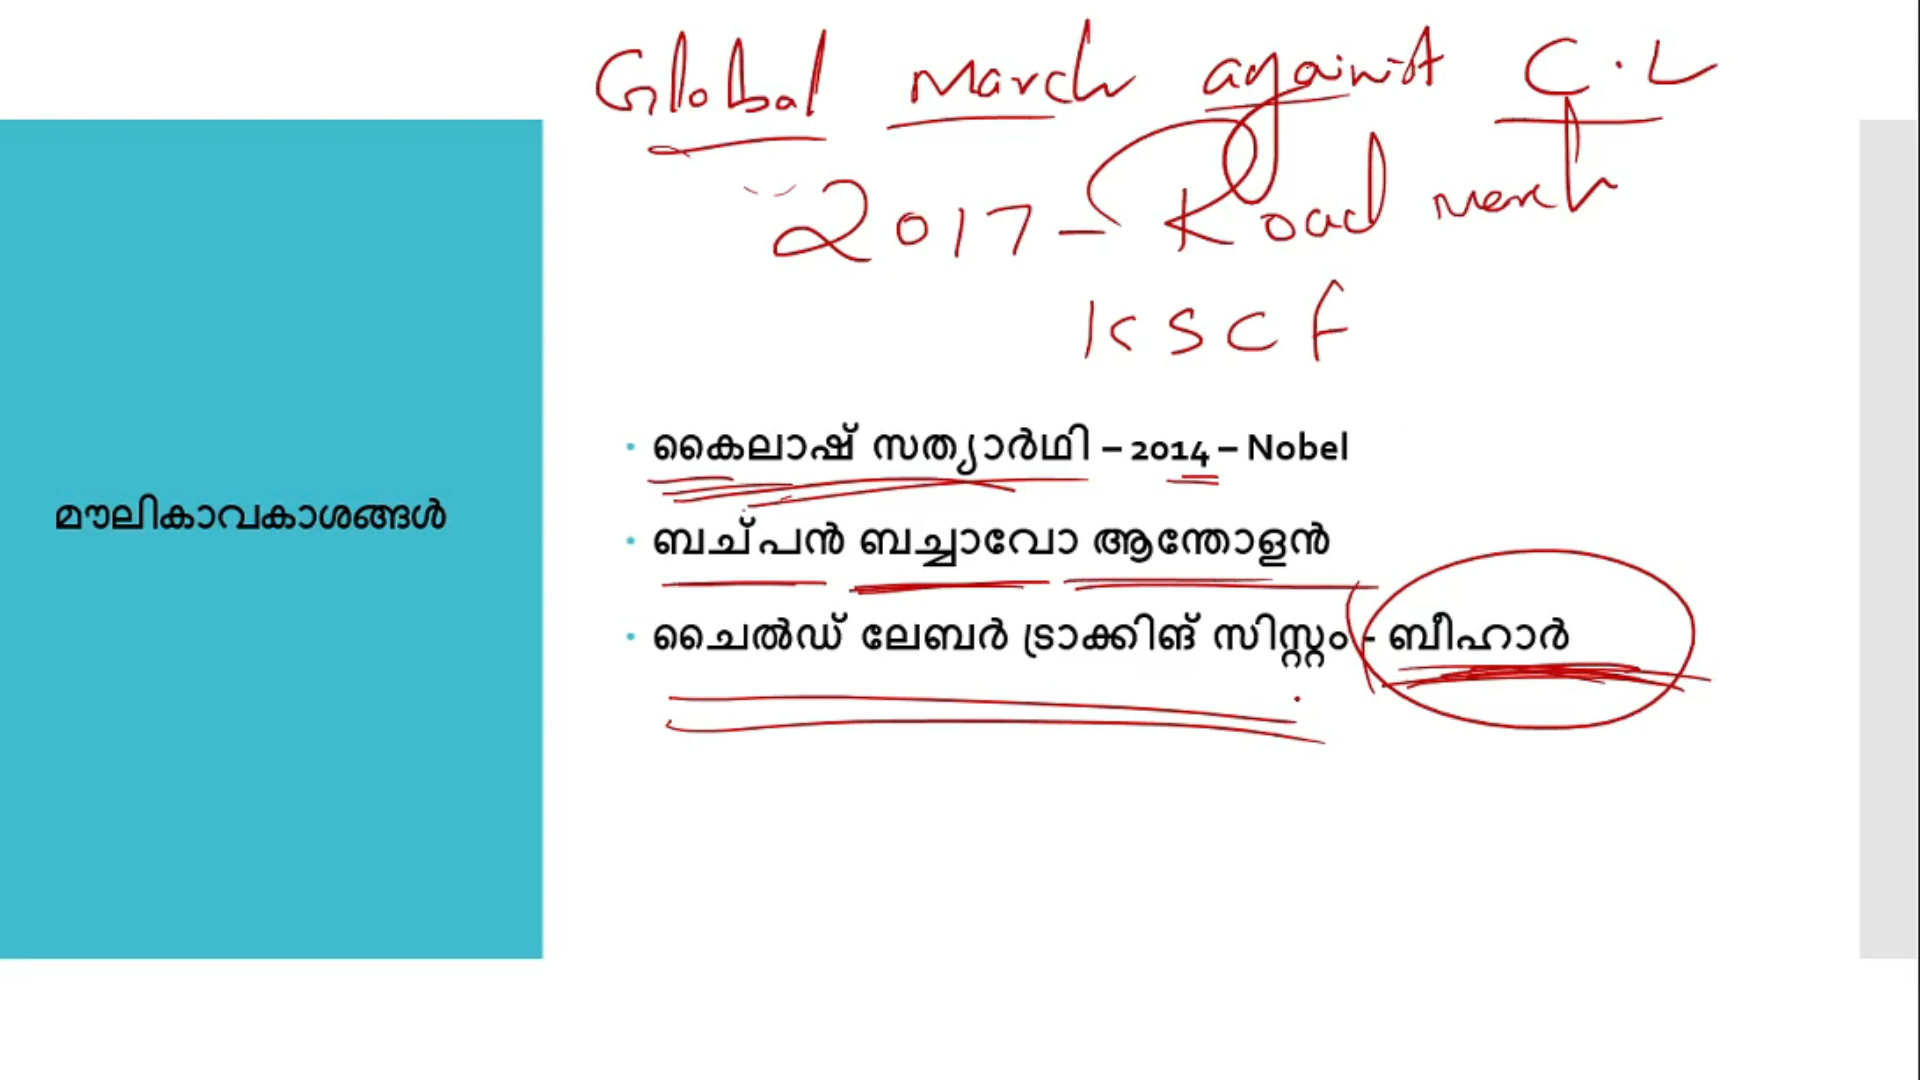 Global march against C.L
2017 - Road march
KSCF
മൗലികാവകാശങ്ങൾ
• കൈലാഷ് സത്യാർഥി – 2014 – Nobel
• ബച്പൻ ബച്ചാവോ ആന്തോളൻ
• ചൈൽഡ് ലേബർ ട്രാക്കിങ് സിസ്റ്റം - ബീഹാർ